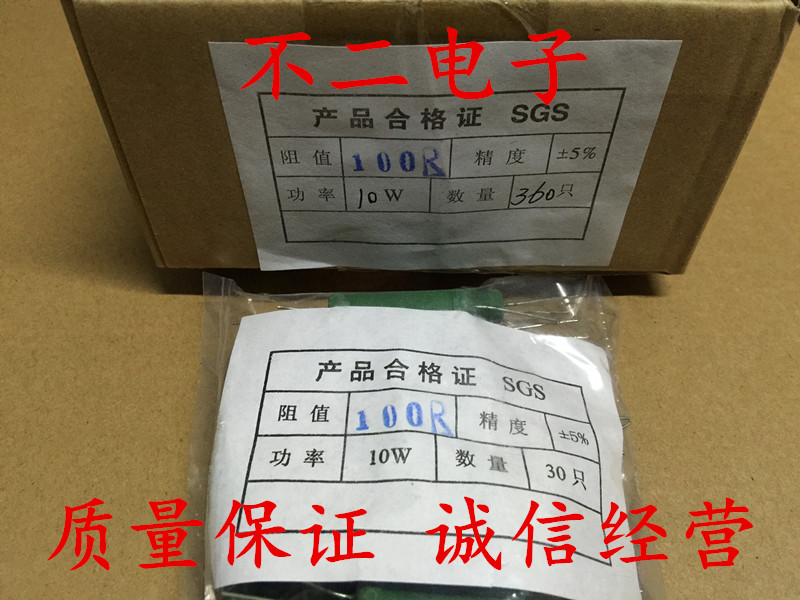 不二电子
产品合格证 SGS
阻值 100R 精度 ±5%
功率 10W 数量 360只
产品合格证 SGS
阻值 100R 精度 ±5%
功率 10W 数量 30只
质量保证 诚信经营